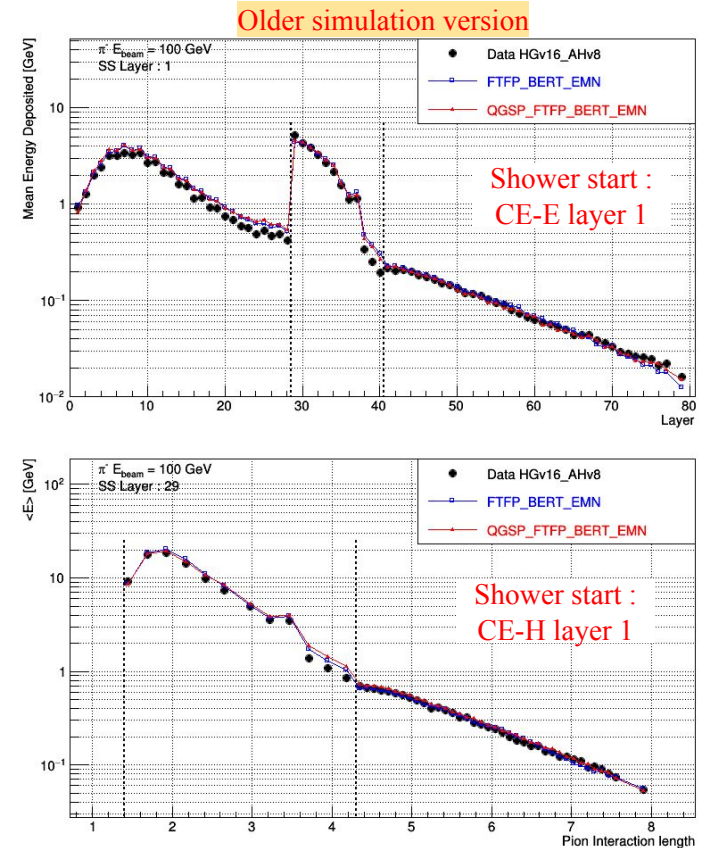 Older simulation version
π⁻ E_beam = 100 GeV
SS Layer : 1
Data HGv16_AHv8
FTFP_BERT_EMN
QGSP_FTFP_BERT_EMN
Shower start :
CE-E layer 1
Mean Energy Deposited [GeV]
10
1
10⁻¹
10⁻²
0 10 20 30 40 50 60 70 80
Layer
π⁻ E_beam = 100 GeV
SS Layer : 29
Data HGv16_AHv8
FTFP_BERT_EMN
QGSP_FTFP_BERT_EMN
Shower start :
CE-H layer 1
<E> [GeV]
10²
10
1
10⁻¹
1 2 3 4 5 6 7 8
Pion Interaction length